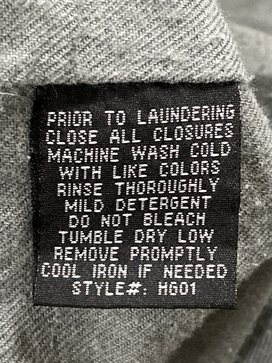 PRIOR TO LAUNDERING
CLOSE ALL CLOSURES
MACHINE WASH COLD
WITH LIKE COLORS
RINSE THOROUGHLY
MILD DETERGENT
DO NOT BLEACH
TUMBLE DRY LOW
REMOVE PROMPTLY
COOL IRON IF NEEDED
STYLE#: HG01